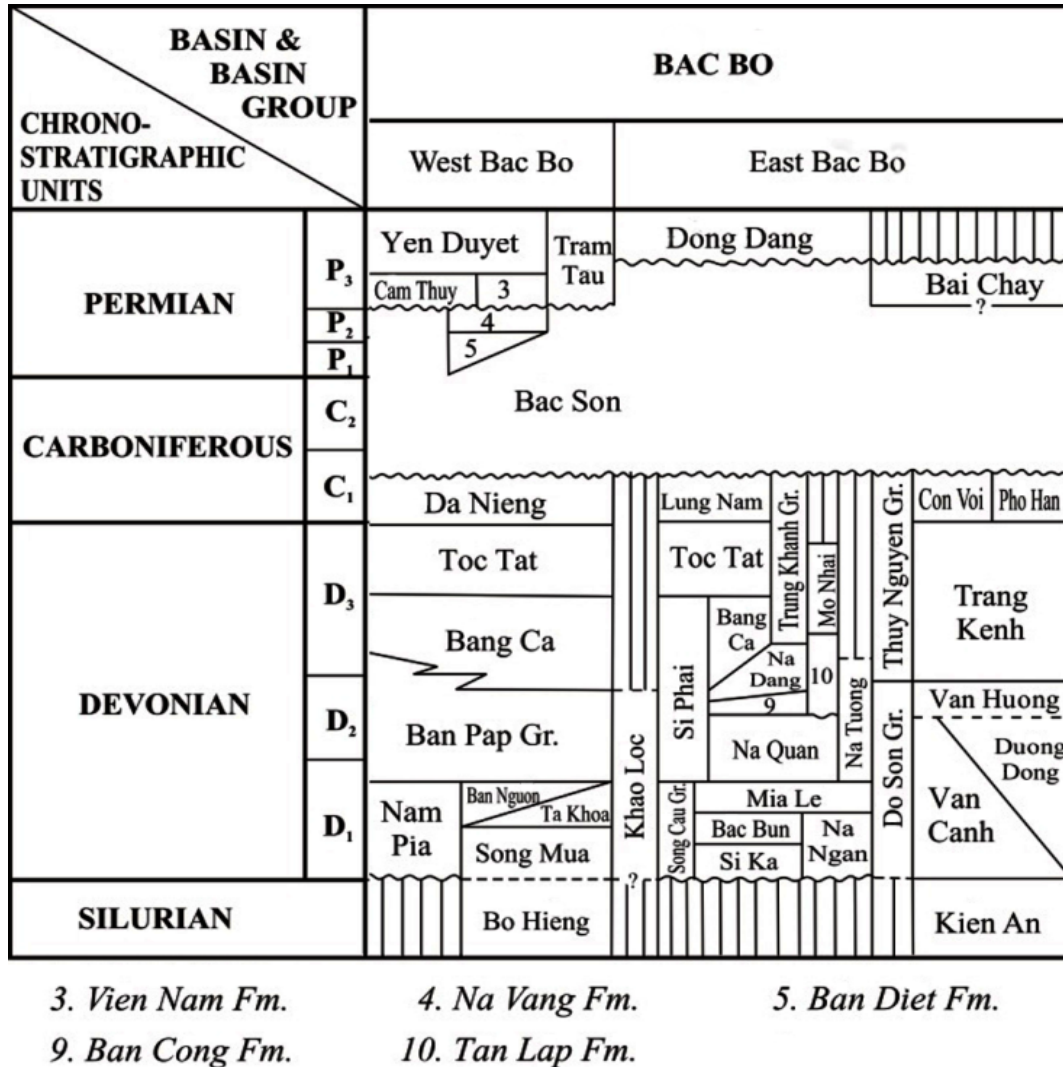 BASIN &
BASIN
GROUP
CHRONO-
STRATIGRAPHIC
UNITS
BAC BO
West Bac Bo
East Bac Bo
PERMIAN
P₃
P₂
P₁
CARBONIFEROUS
C₂
C₁
DEVONIAN
D₃
D₂
D₁
SILURIAN
Yen Duyet
Tram
Tau
Cam Thuy
3
4
5
Dong Dang
Bai Chay
?
Bac Son
Da Nieng
Toc Tat
Bang Ca
Ban Pap Gr.
Nam
Pia
Ban Nguon
Ta Khoa
Song Mua
Bo Hieng
Khao Loc
?
Lung Nam
Toc Tat
Si Phai
Bang
Ca
Trung Khanh Gr.
Mo Nhai
Na
Dang
9
10
Na Quan
Na Tuong
Song Cau Gr.
Mia Le
Bac Bun
Si Ka
Na
Ngan
Thuy Nguyen Gr.
Do Son Gr.
Con Voi
Pho Han
Trang
Kenh
Van Huong
Duong
Dong
Van
Canh
Kien An
3. Vien Nam Fm.
4. Na Vang Fm.
5. Ban Diet Fm.
9. Ban Cong Fm.
10. Tan Lap Fm.